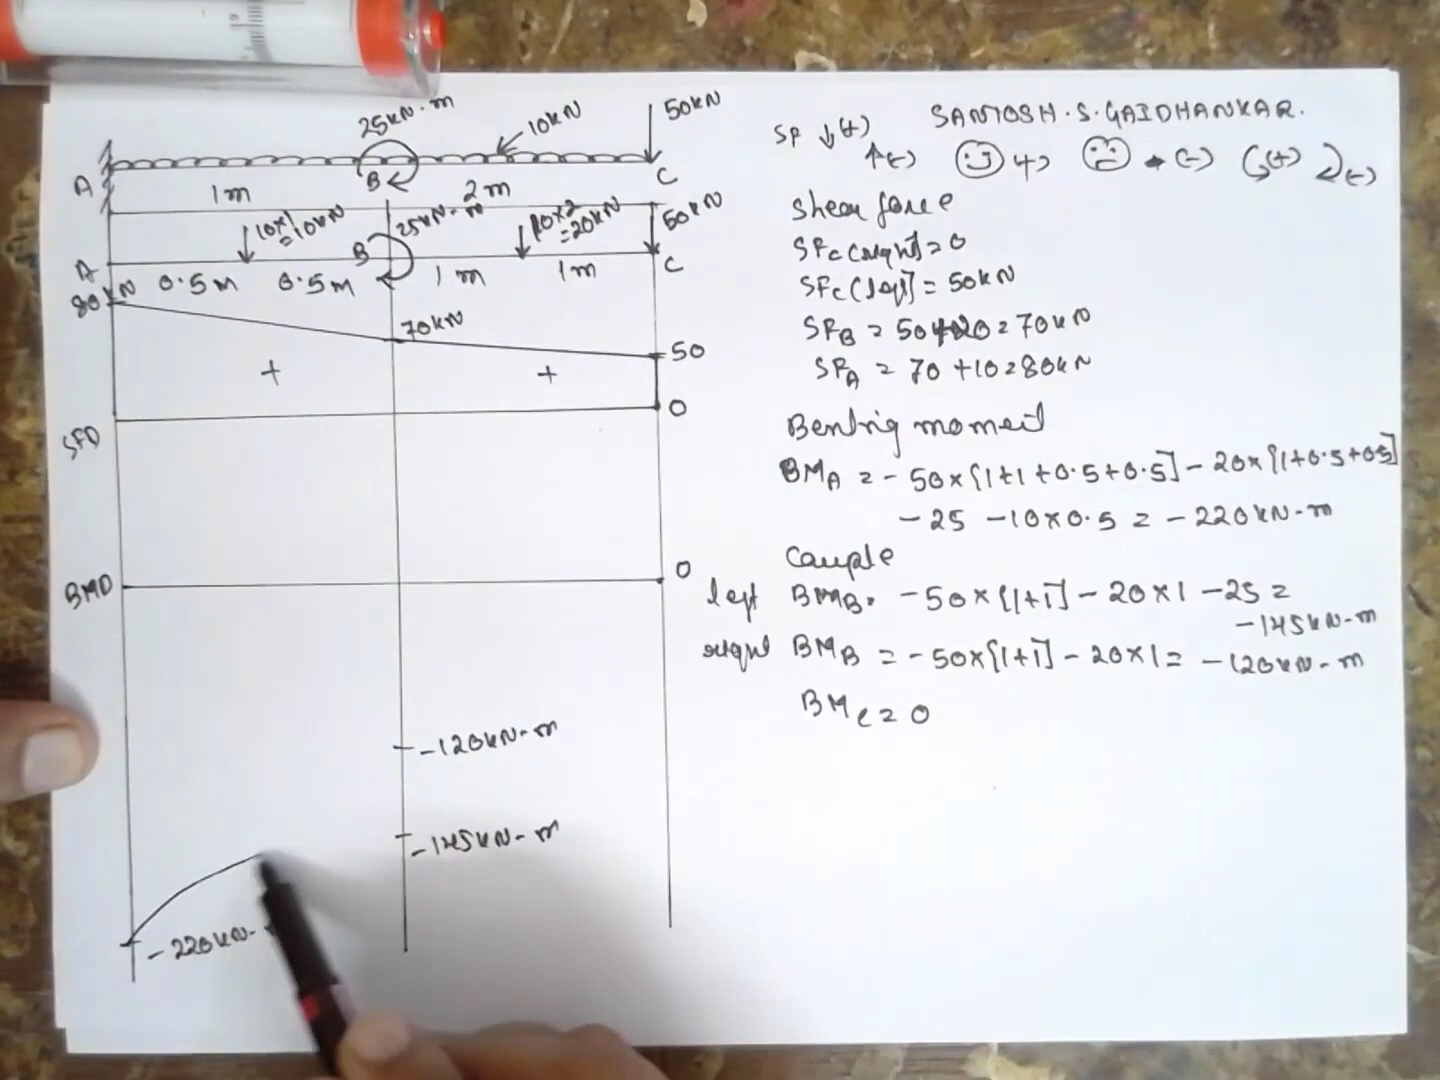 25kN-m
10kN
50kN
A
B
C
1m
2m
10×1
=10kN
25kN-m
10×2
=20kN
50kN
A
B
C
0.5m
0.5m
1m
1m
80kN
70kN
+
+
50
0
SFD
BMD
0
-120kN-m
-145kN-m
-220kN-
SANTOSH.S.GAIDHANKAR.
SF ↓(+)
↑(-) (+) (-) (+) (-)
Shear force
SFC(right) = 0
SFC(left) = 50kN
SFB = 50+20 = 70kN
SFA = 70+10=80kN
Bending moment
BMA = -50×[1+1+0.5+0.5] - 20×[1+0.5+0.5]
-25 -10×0.5 = -220kN-m
Couple
left BMB = -50×[1+1] - 20×1 -25 =
-145kN-m
right BMB = -50×[1+1] - 20×1 = -120kN-m
BMC = 0